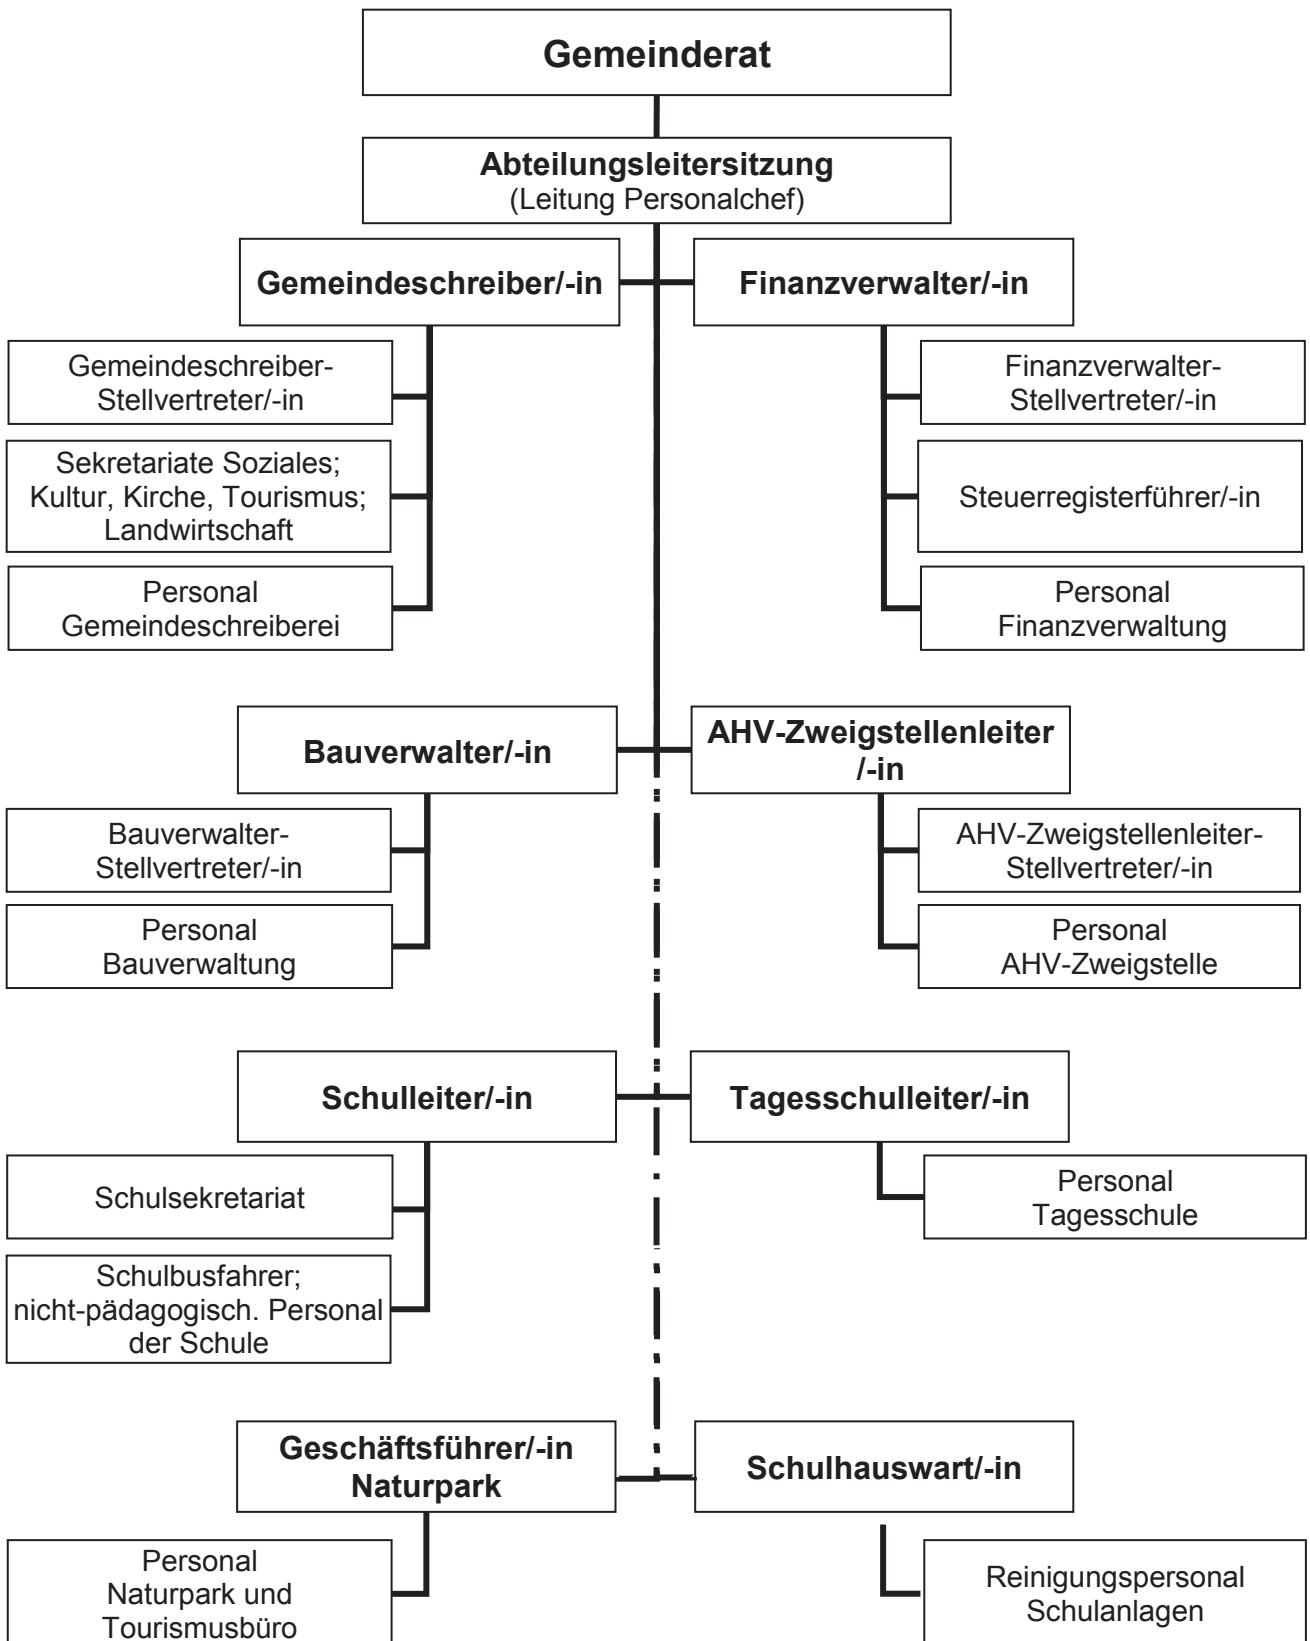 Gemeinderat
Abteilungsleitersitzung
(Leitung Personalchef)
Gemeindeschreiber/-in
Finanzverwalter/-in
Gemeindeschreiber-
Stellvertreter/-in
Finanzverwalter-
Stellvertreter/-in
Sekretariate Soziales;
Kultur, Kirche, Tourismus;
Landwirtschaft
Steuerregisterführer/-in
Personal
Gemeindeschreiberei
Personal
Finanzverwaltung
Bauverwalter/-in
AHV-Zweigstellenleiter
/-in
Bauverwalter-
Stellvertreter/-in
AHV-Zweigstellenleiter-
Stellvertreter/-in
Personal
Bauverwaltung
Personal
AHV-Zweigstelle
Schulleiter/-in
Tagesschulleiter/-in
Schulsekretariat
Personal
Tagesschule
Schulbusfahrer;
nicht-pädagogisch. Personal
der Schule
Geschäftsführer/-in
Naturpark
Schulhauswart/-in
Personal
Naturpark und
Tourismusbüro
Reinigungspersonal
Schulanlagen